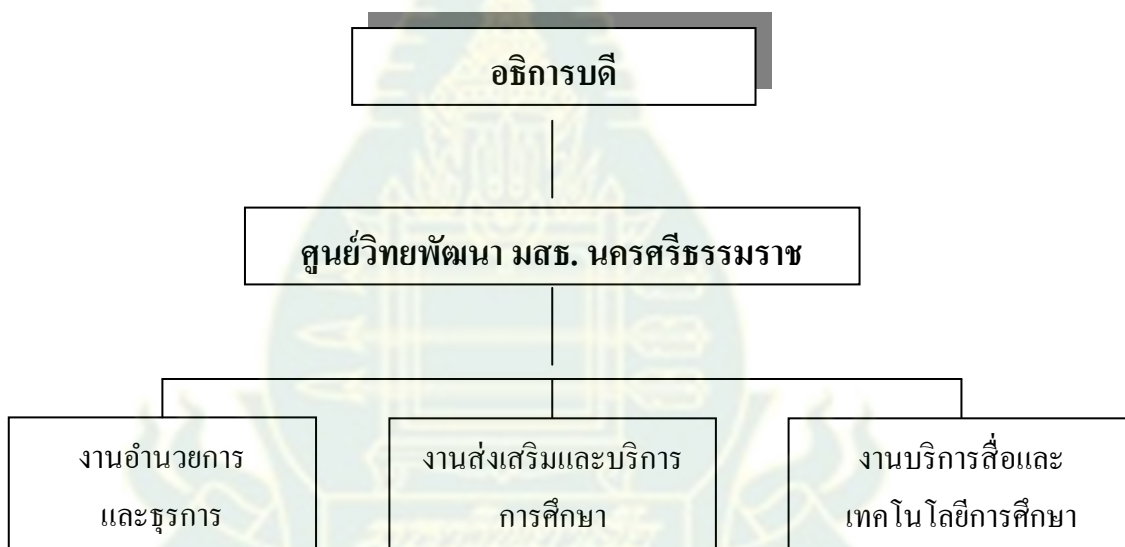 อธิการบดี
ศูนย์วิทยพัฒนา มสธ. นครศรีธรรมราช
งานอำนวยการ
และธุรการ
งานส่งเสริมและบริการ
การศึกษา
งานบริการสื่อและ
เทคโนโลยีการศึกษา